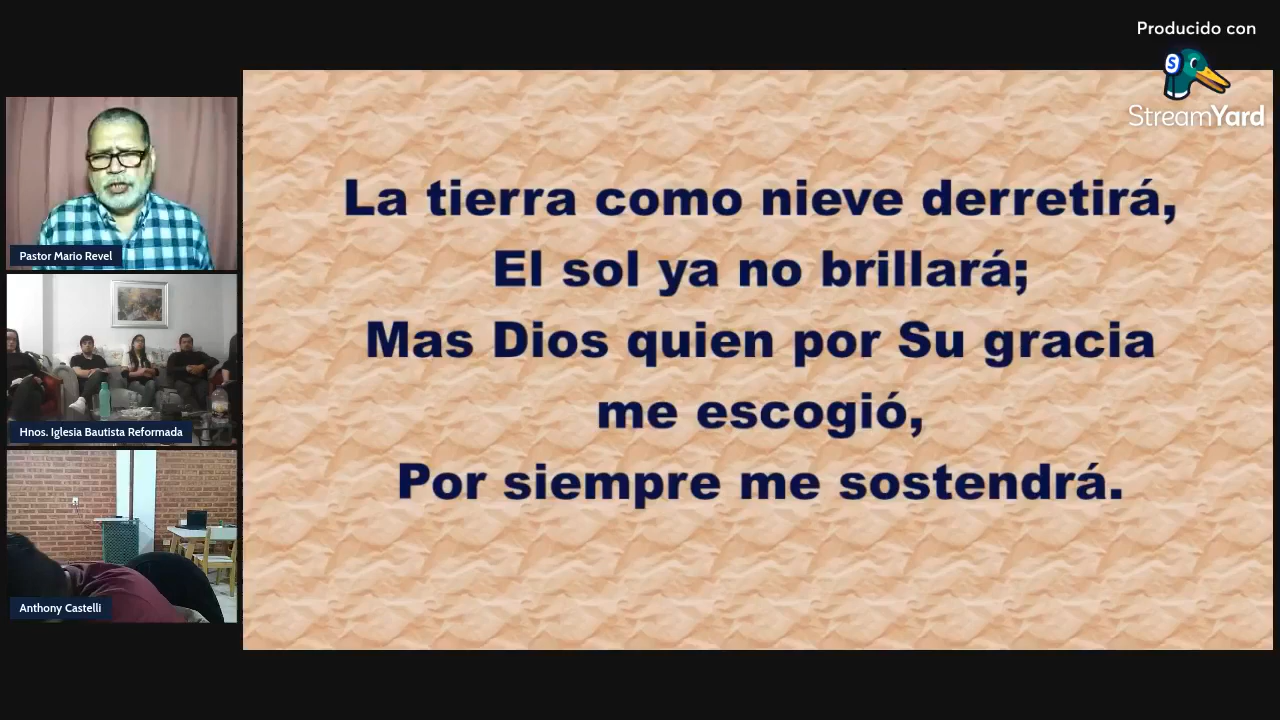 Producido con
StreamYard
La tierra como nieve derretirá,
El sol ya no brillará;
Mas Dios quien por Su gracia
me escogió,
Por siempre me sostendrá.
Pastor Mario Revel
Hnos. Iglesia Bautista Reformada
Anthony Castelli